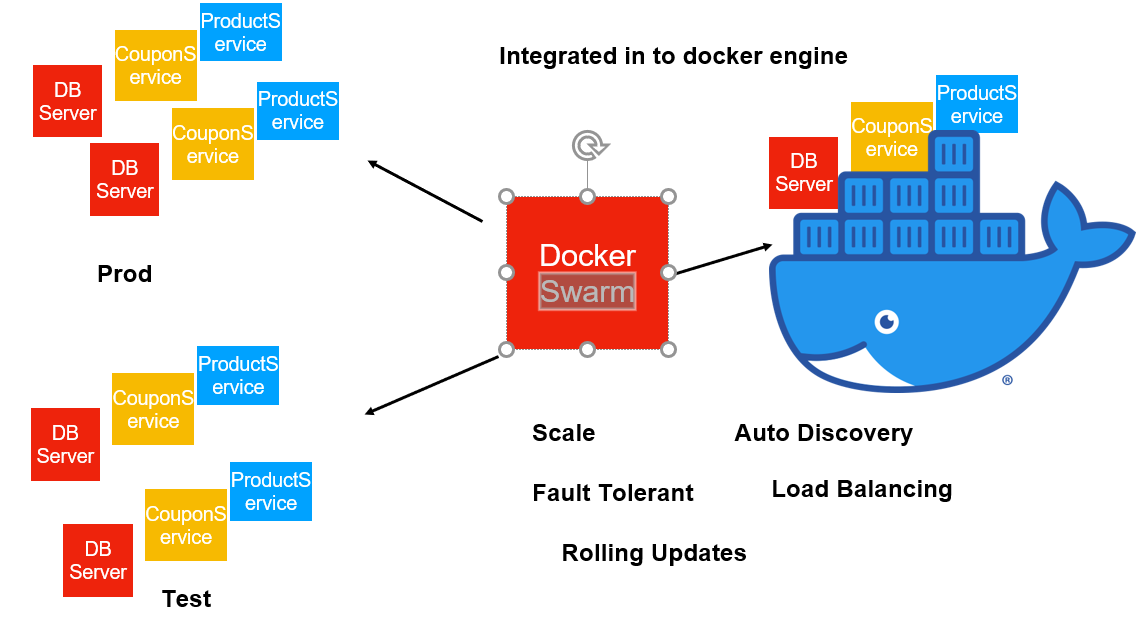 ProductS
ervice
CouponS
ervice
DB
Server
ProductS
ervice
CouponS
ervice
DB
Server
Prod
Integrated in to docker engine
ProductS
ervice
CouponS
ervice
DB
Server
Docker
Swarm
®
ProductS
ervice
CouponS
ervice
DB
Server
ProductS
ervice
CouponS
ervice
DB
Server
Test
Scale
Auto Discovery
Fault Tolerant
Load Balancing
Rolling Updates